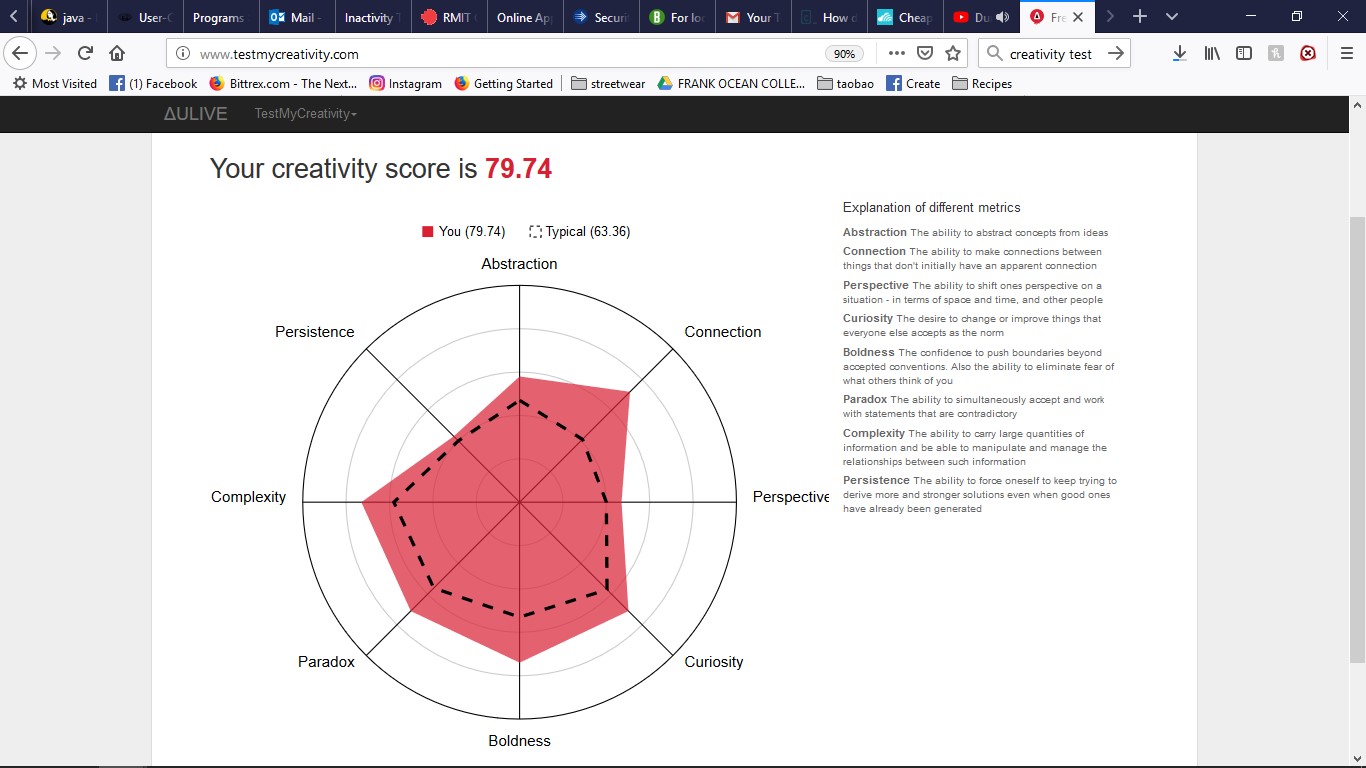 java -
User-
Programs
Mail -
Inactivity
RMIT
Online Ap
Securi
For lo
Your T
How d
Cheap
Du
Fre
www.testmycreativity.com
90%
creativity test
Most Visited
(1) Facebook
Bittrex.com - The Next...
Instagram
Getting Started
streetwear
FRANK OCEAN COLLE...
taobao
Create
Recipes
ΔULIVE
TestMyCreativity
Your creativity score is 79.74
You (79.74)
Typical (63.36)
Abstraction
Connection
Perspective
Curiosity
Boldness
Paradox
Complexity
Persistence
Explanation of different metrics
Abstraction The ability to abstract concepts from ideas
Connection The ability to make connections between
things that don't initially have an apparent connection
Perspective The ability to shift ones perspective on a
situation - in terms of space and time, and other people
Curiosity The desire to change or improve things that
everyone else accepts as the norm
Boldness The confidence to push boundaries beyond
accepted conventions. Also the ability to eliminate fear of
what others think of you
Paradox The ability to simultaneously accept and work
with statements that are contradictory
Complexity The ability to carry large quantities of
information and be able to manipulate and manage the
relationships between such information
Persistence The ability to force oneself to keep trying to
derive more and stronger solutions even when good ones
have already been generated